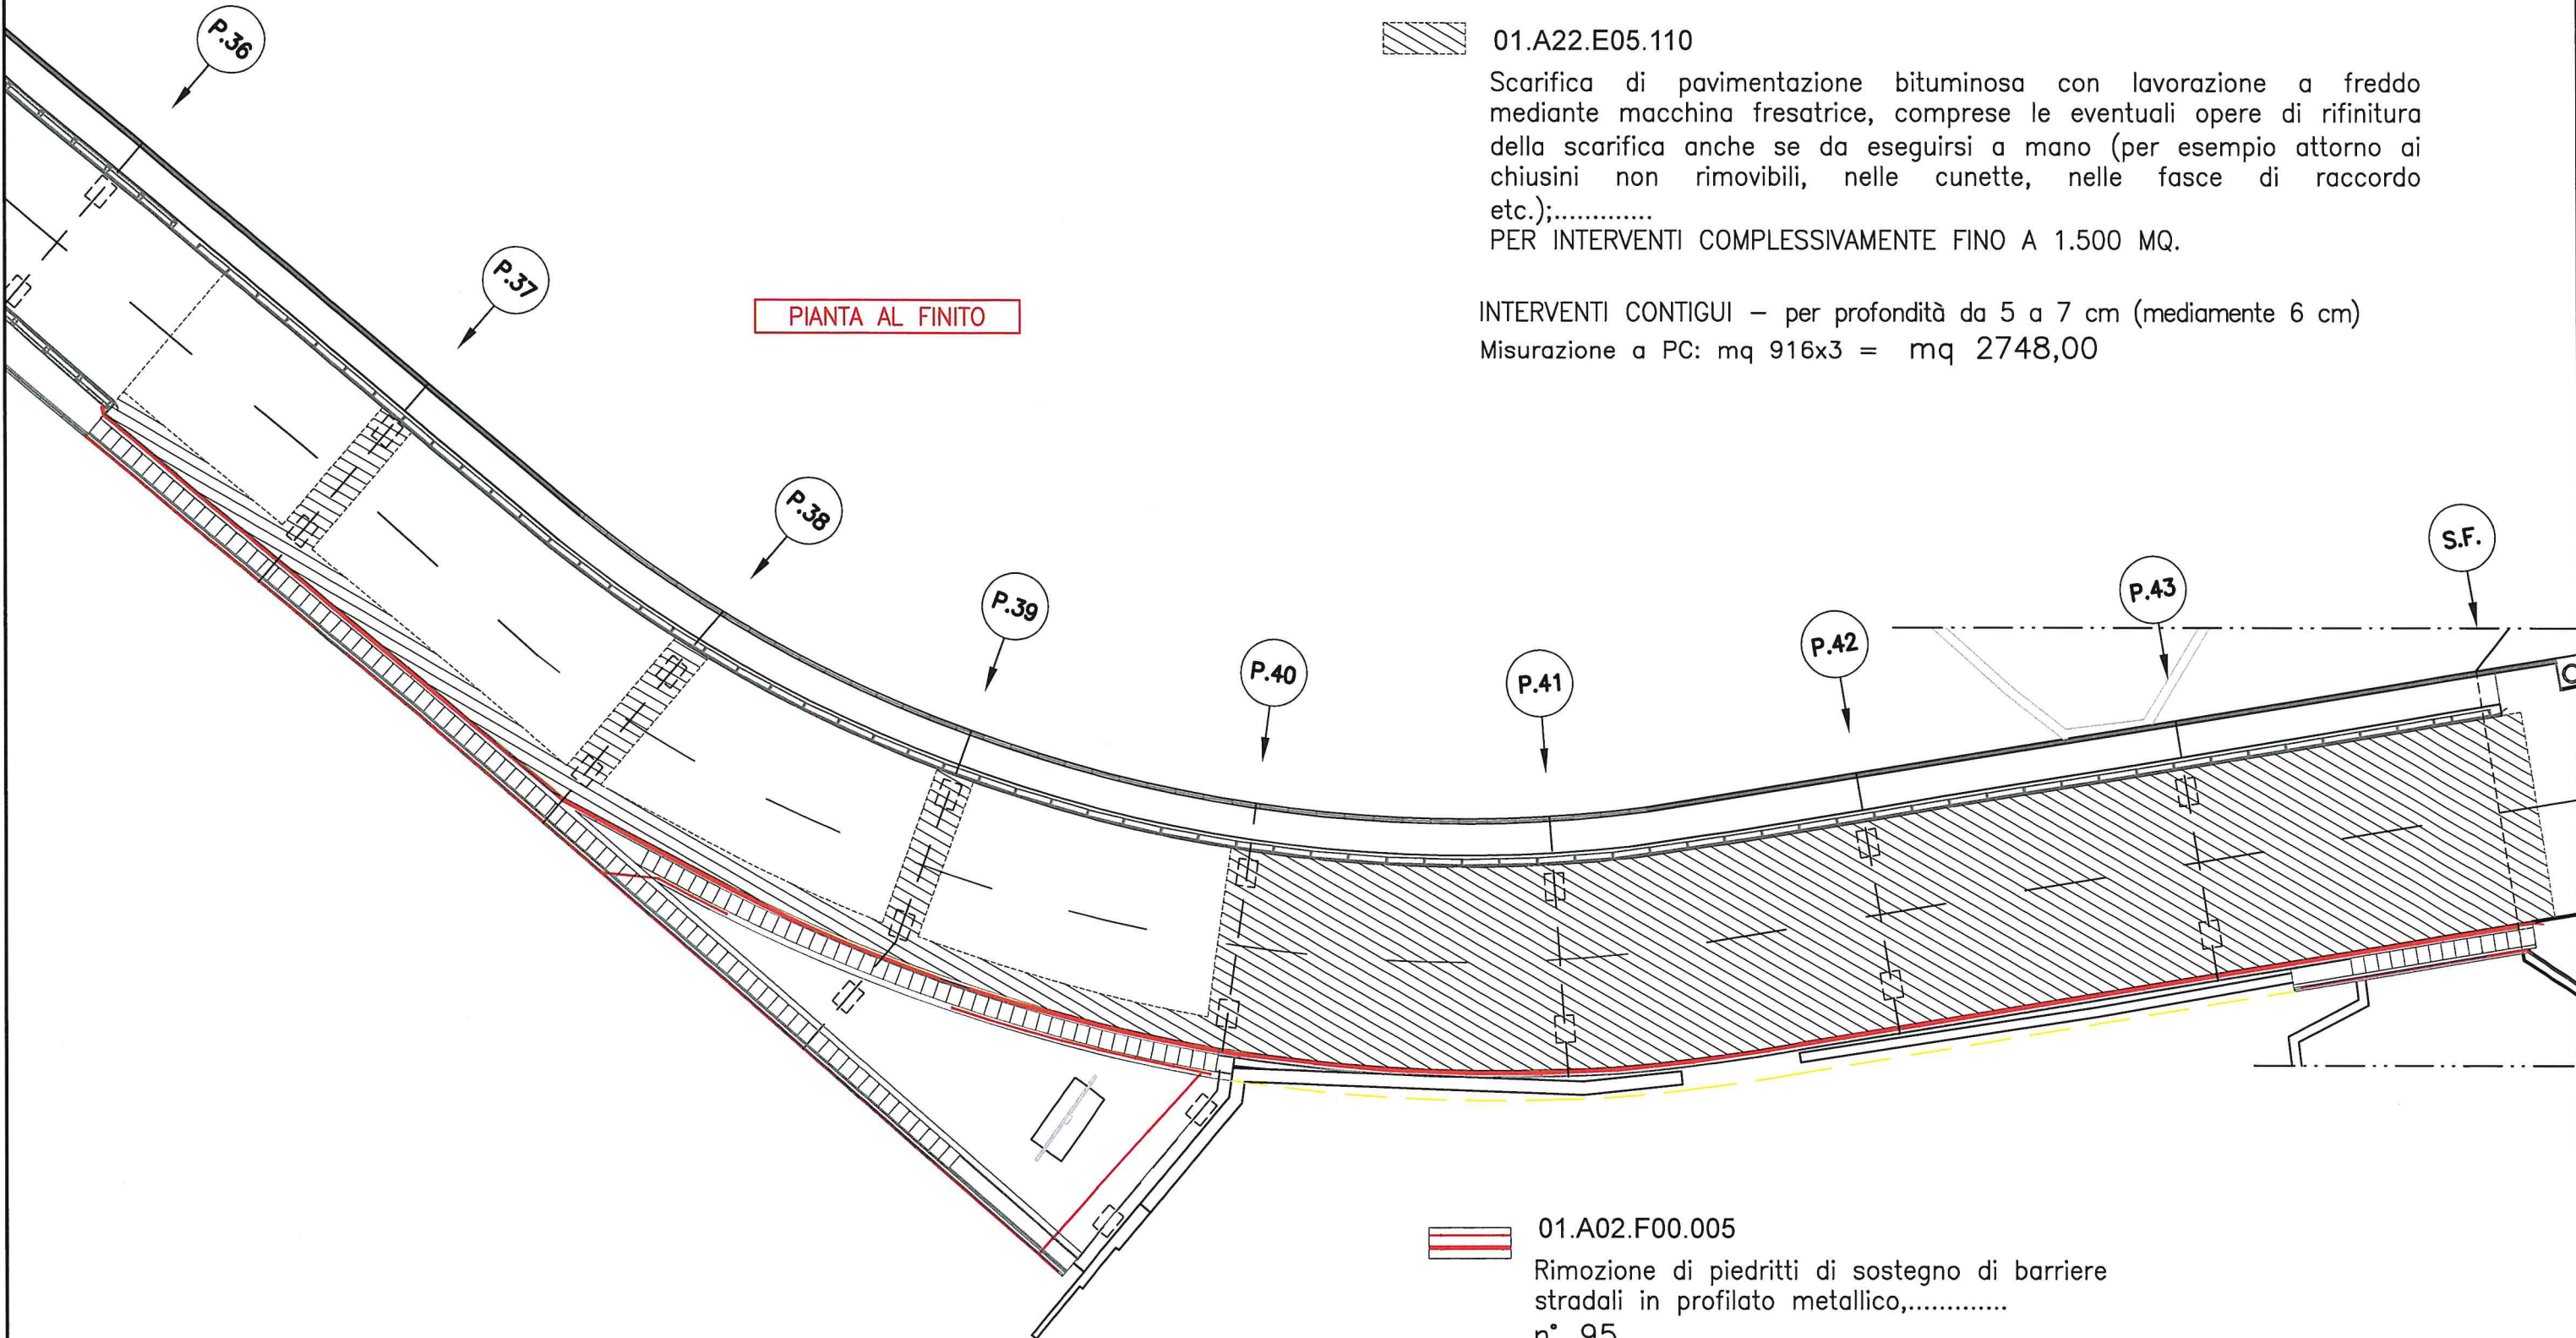 P.36
01.A22.E05.110
Scarifica di pavimentazione bituminosa con lavorazione a freddo
mediante macchina fresatrice, comprese le eventuali opere di rifinitura
della scarifica anche se da eseguirsi a mano (per esempio attorno ai
chiusini non rimovibili, nelle cunette, nelle fasce di raccordo
etc.);.............
PER INTERVENTI COMPLESSIVAMENTE FINO A 1.500 MQ.
P.37
PIANTA AL FINITO
INTERVENTI CONTIGUI – per profondità da 5 a 7 cm (mediamente 6 cm)
Misurazione a PC: mq 916x3 = mq 2748,00
P.38
S.F.
P.39
P.43
P.40
P.41
P.42
01.A02.F00.005
Rimozione di piedritti di sostegno di barriere
stradali in profilato metallico,.............
n° 95